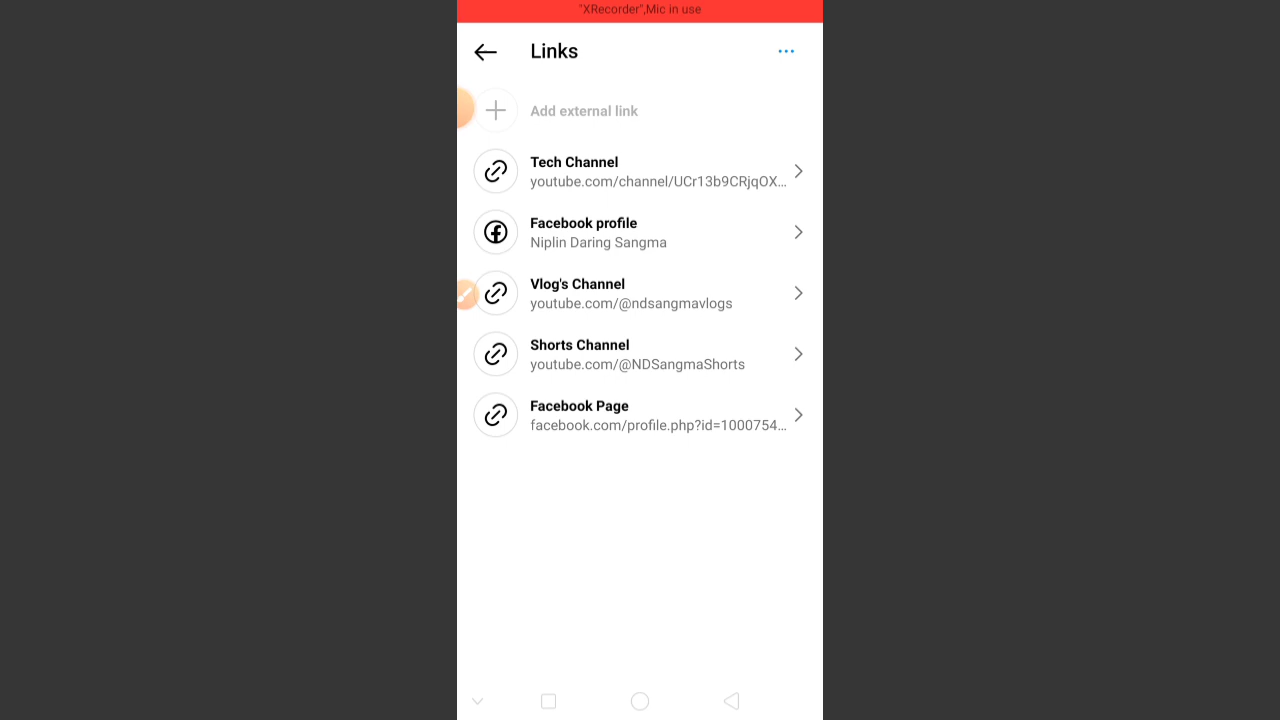 "XRecorder",Mic in use
Links
Add external link
Tech Channel
youtube.com/channel/UCr13b9CRjqOX...
Facebook profile
Niplin Daring Sangma
Vlog's Channel
youtube.com/@ndsangmavlogs
Shorts Channel
youtube.com/@NDSangmaShorts
Facebook Page
facebook.com/profile.php?id=1000754...